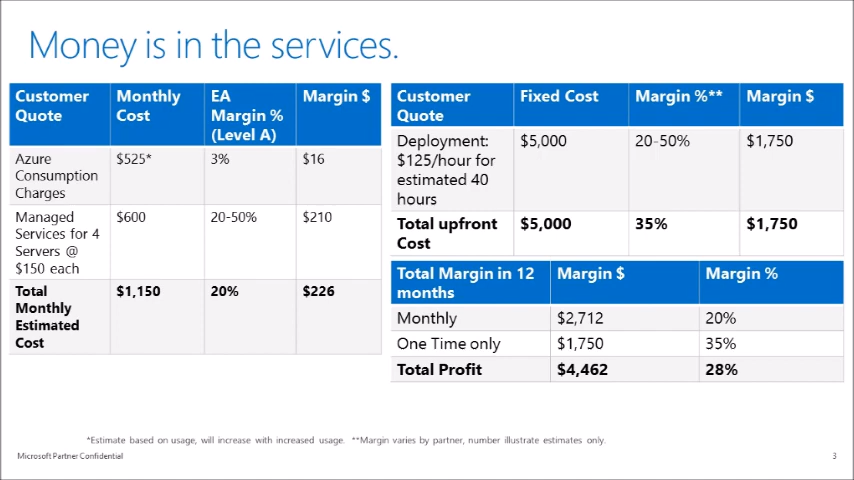 Money is in the services.
Customer Quote | Monthly Cost | EA Margin % (Level A) | Margin $
Azure Consumption Charges | $525* | 3% | $16
Managed Services for 4 Servers @ $150 each | $600 | 20-50% | $210
Total Monthly Estimated Cost | $1,150 | 20% | $226
Customer Quote | Fixed Cost | Margin %** | Margin $
Deployment: $125/hour for estimated 40 hours | $5,000 | 20-50% | $1,750
Total upfront Cost | $5,000 | 35% | $1,750
Total Margin in 12 months | Margin $ | Margin %
Monthly | $2,712 | 20%
One Time only | $1,750 | 35%
Total Profit | $4,462 | 28%
*Estimate based on usage, will increase with increased usage. **Margin varies by partner, number illustrate estimates only.
Microsoft Partner Confidential
3